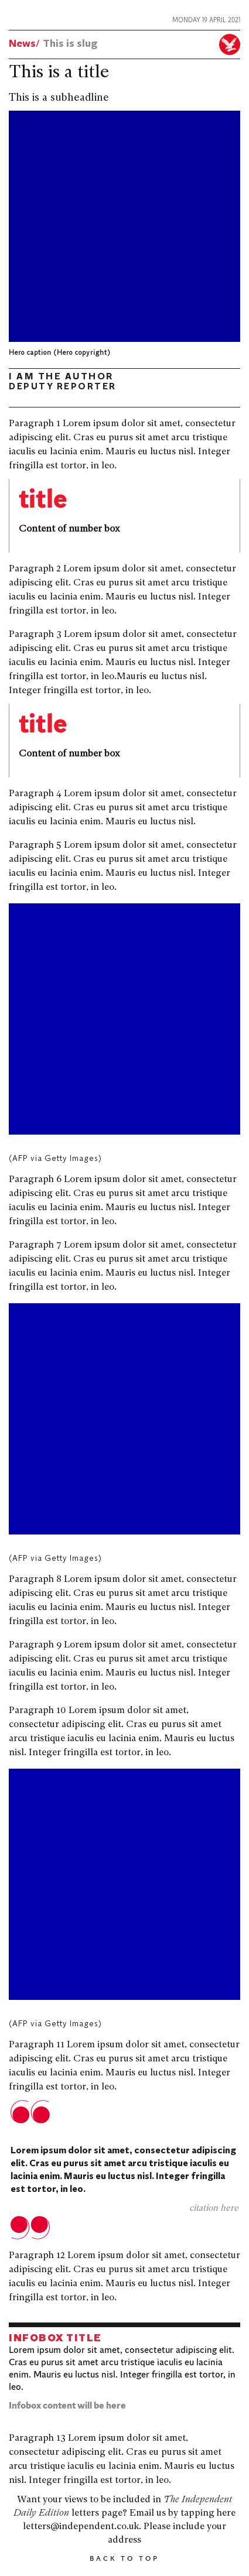 MONDAY 19 APRIL 2021
News/ This is slug
This is a title
This is a subheadline
Hero caption (Hero copyright)
I AM THE AUTHOR
DEPUTY REPORTER
Paragraph 1 Lorem ipsum dolor sit amet, consectetur
adipiscing elit. Cras eu purus sit amet arcu tristique
iaculis eu lacinia enim. Mauris eu luctus nisl. Integer
fringilla est tortor, in leo.
title
Content of number box
Paragraph 2 Lorem ipsum dolor sit amet, consectetur
adipiscing elit. Cras eu purus sit amet arcu tristique
iaculis eu lacinia enim. Mauris eu luctus nisl. Integer
fringilla est tortor, in leo.
Paragraph 3 Lorem ipsum dolor sit amet, consectetur
adipiscing elit. Cras eu purus sit amet arcu tristique
iaculis eu lacinia enim. Mauris eu luctus nisl. Integer
fringilla est tortor, in leo.Mauris eu luctus nisl.
Integer fringilla est tortor, in leo.
title
Content of number box
Paragraph 4 Lorem ipsum dolor sit amet, consectetur
adipiscing elit. Cras eu purus sit amet arcu tristique
iaculis eu lacinia enim. Mauris eu luctus nisl.
Paragraph 5 Lorem ipsum dolor sit amet, consectetur
adipiscing elit. Cras eu purus sit amet arcu tristique
iaculis eu lacinia enim. Mauris eu luctus nisl. Integer
fringilla est tortor, in leo.
(AFP via Getty Images)
Paragraph 6 Lorem ipsum dolor sit amet, consectetur
adipiscing elit. Cras eu purus sit amet arcu tristique
iaculis eu lacinia enim. Mauris eu luctus nisl. Integer
fringilla est tortor, in leo.
Paragraph 7 Lorem ipsum dolor sit amet, consectetur
adipiscing elit. Cras eu purus sit amet arcu tristique
iaculis eu lacinia enim. Mauris eu luctus nisl. Integer
fringilla est tortor, in leo.
(AFP via Getty Images)
Paragraph 8 Lorem ipsum dolor sit amet, consectetur
adipiscing elit. Cras eu purus sit amet arcu tristique
iaculis eu lacinia enim. Mauris eu luctus nisl. Integer
fringilla est tortor, in leo.
Paragraph 9 Lorem ipsum dolor sit amet, consectetur
adipiscing elit. Cras eu purus sit amet arcu tristique
iaculis eu lacinia enim. Mauris eu luctus nisl. Integer
fringilla est tortor, in leo.
Paragraph 10 Lorem ipsum dolor sit amet,
consectetur adipiscing elit. Cras eu purus sit amet
arcu tristique iaculis eu lacinia enim. Mauris eu luctus
nisl. Integer fringilla est tortor, in leo.
(AFP via Getty Images)
Paragraph 11 Lorem ipsum dolor sit amet, consectetur
adipiscing elit. Cras eu purus sit amet arcu tristique
iaculis eu lacinia enim. Mauris eu luctus nisl. Integer
fringilla est tortor, in leo.
Lorem ipsum dolor sit amet, consectetur adipiscing
elit. Cras eu purus sit amet arcu tristique iaculis eu
lacinia enim. Mauris eu luctus nisl. Integer fringilla
est tortor, in leo.
citation here
Paragraph 12 Lorem ipsum dolor sit amet, consectetur
adipiscing elit. Cras eu purus sit amet arcu tristique
iaculis eu lacinia enim. Mauris eu luctus nisl. Integer
fringilla est tortor, in leo.
INFOBOX TITLE
Lorem ipsum dolor sit amet, consectetur adipiscing elit.
Cras eu purus sit amet arcu tristique iaculis eu lacinia
enim. Mauris eu luctus nisl. Integer fringilla est tortor, in
leo.
Infobox content will be here
Paragraph 13 Lorem ipsum dolor sit amet,
consectetur adipiscing elit. Cras eu purus sit amet
arcu tristique iaculis eu lacinia enim. Mauris eu luctus
nisl. Integer fringilla est tortor, in leo.
Want your views to be included in The Independent
Daily Edition letters page? Email us by tapping here
letters@independent.co.uk. Please include your
address
BACK TO TOP